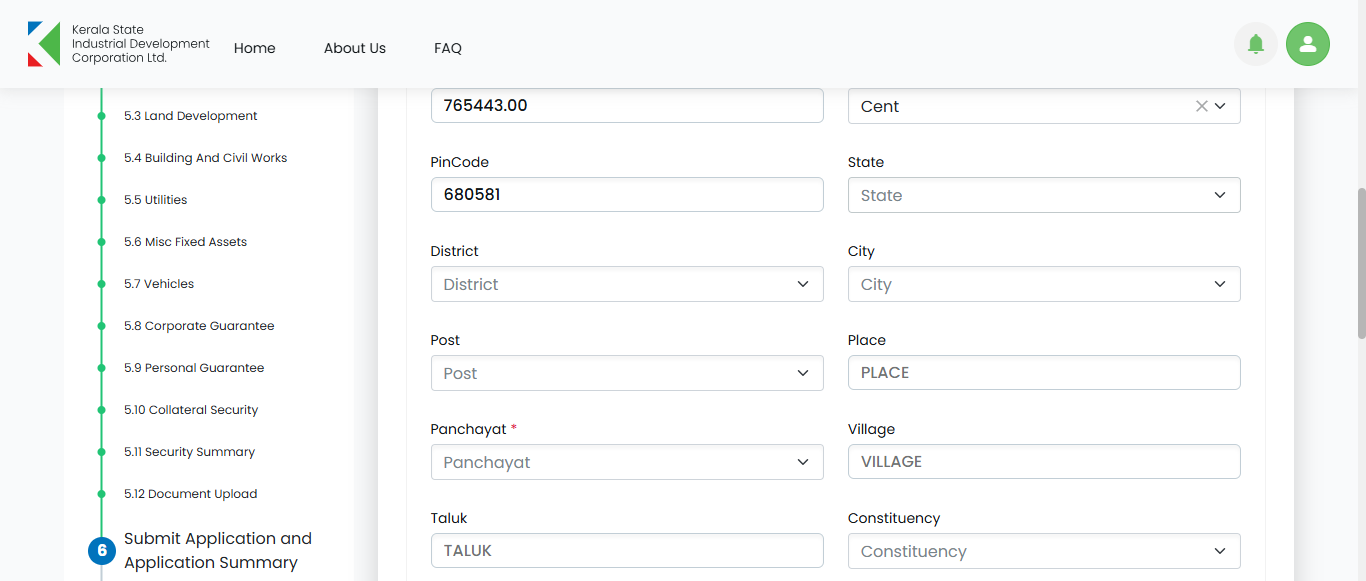 Kerala State
Industrial Development
Corporation Ltd.
Home
About Us
FAQ
5.3 Land Development
5.4 Building And Civil Works
5.5 Utilities
5.6 Misc Fixed Assets
5.7 Vehicles
5.8 Corporate Guarantee
5.9 Personal Guarantee
5.10 Collateral Security
5.11 Security Summary
5.12 Document Upload
6
Submit Application and
Application Summary
765443.00
Cent
PinCode
State
680581
State
District
City
District
City
Post
Place
Post
PLACE
Panchayat *
Village
Panchayat
VILLAGE
Taluk
Constituency
TALUK
Constituency